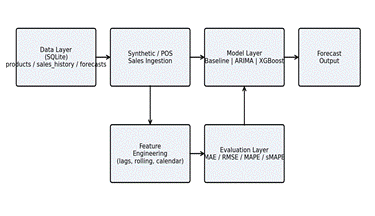 Data Layer
(SQLite)
products / sales_history / forecasts
Synthetic / POS
Sales Ingestion
Model Layer
Baseline | ARIMA | XGBoost
Forecast
Output
Feature
Engineering
(lags, rolling, calendar)
Evaluation Layer
MAE / RMSE / MAPE / sMAPE